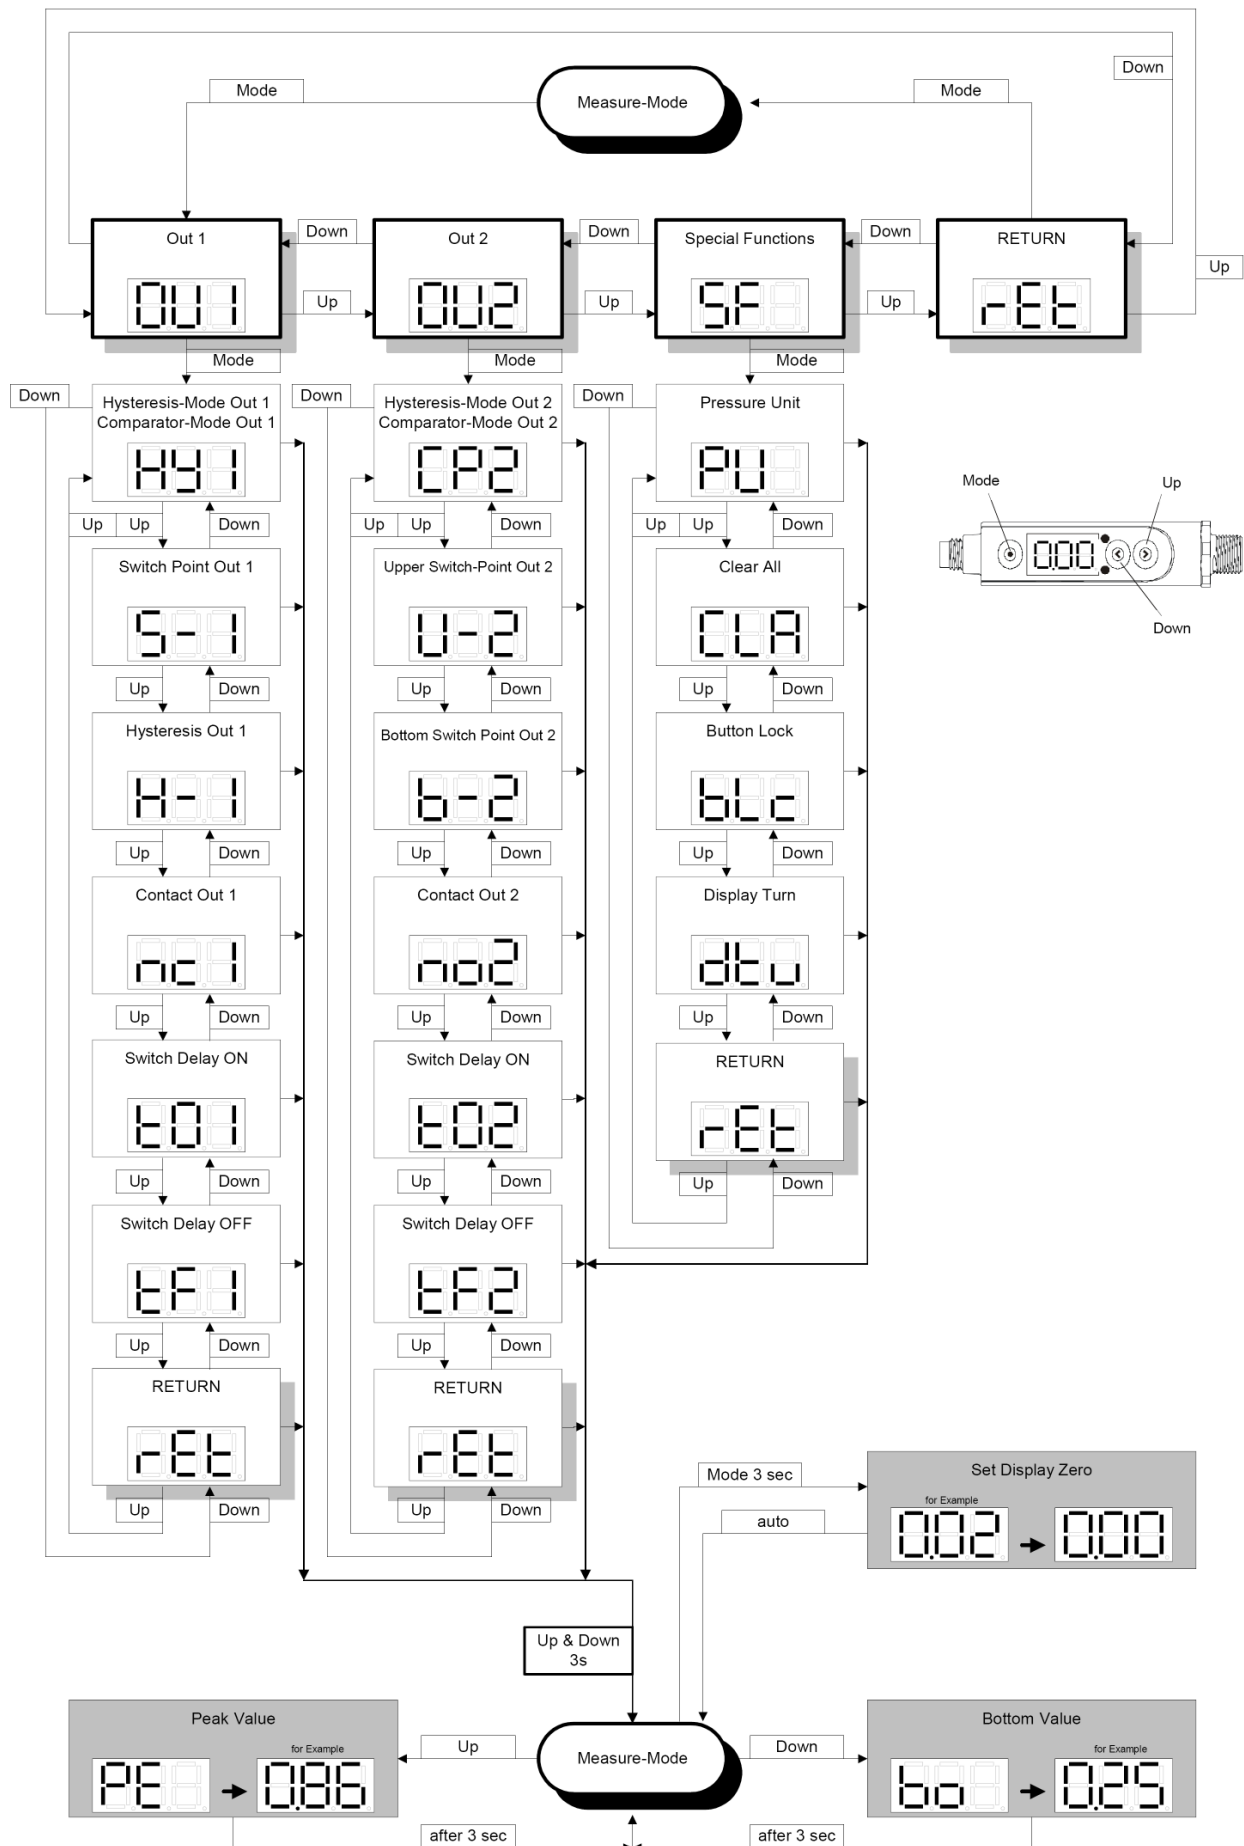 Down
Measure-Mode
Mode
Mode
Out 1
Down
Out 2
Down
Special Functions
Down
RETURN
Up
OU1
Up
OU2
Up
SF
Up
rEt
Mode
Mode
Mode
Down
Hysteresis-Mode Out 1
Comparator-Mode Out 1
HY1
Down
Hysteresis-Mode Out 2
Comparator-Mode Out 2
CP2
Down
Pressure Unit
PU
Mode
Up
0.00
Down
Up
Up
Down
Up
Up
Down
Up
Up
Down
Switch Point Out 1
S-1
Upper Switch-Point Out 2
U-2
Clear All
CLA
Up
Down
Up
Down
Up
Down
Hysteresis Out 1
H-1
Bottom Switch Point Out 2
b-2
Button Lock
bLc
Up
Down
Up
Down
Up
Down
Contact Out 1
nc1
Contact Out 2
no2
Display Turn
dtu
Up
Down
Up
Down
Up
Down
Switch Delay ON
tO1
Switch Delay ON
tO2
RETURN
rEt
Up
Down
Up
Down
Up
Down
Switch Delay OFF
tF1
Switch Delay OFF
tF2
Up
Down
Up
Down
RETURN
rEt
RETURN
rEt
Up
Down
Up
Down
Mode 3 sec
auto
Set Display Zero
for Example
0.02
0.00
Up & Down
3s
Peak Value
for Example
PE
0.86
Up
Measure-Mode
Down
Bottom Value
for Example
bo
0.25
after 3 sec
after 3 sec